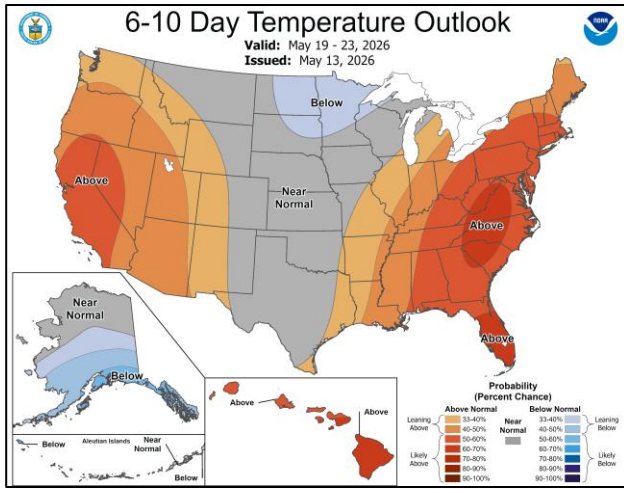 6-10 Day Temperature Outlook
Valid: May 19 - 23, 2026
Issued: May 13, 2026
NOAA
Below
Above
Near
Normal
Above
Above
Near
Normal
Below
Below
Aleutian Islands
Near
Normal
Below
Above
Above
Probability
(Percent Chance)
Above Normal
Below Normal
Leaning
Above
Likely
Above
33-40%
40-50%
50-60%
60-70%
70-80%
80-90%
90-100%
Near
Normal
33-40%
40-50%
50-60%
60-70%
70-80%
80-90%
90-100%
Leaning
Below
Likely
Below